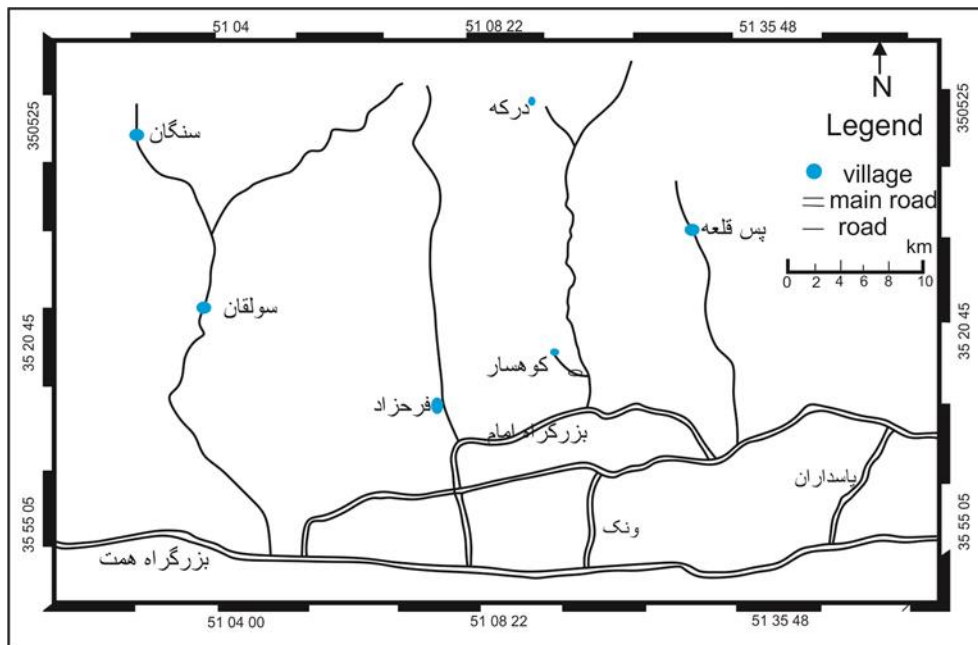 51 04
51 08 22
51 35 48
350525
350525
N
Legend
village
main road
road
km
0 2 4 6 8 10
درکه
سنگان
پس قلعه
سولقان
کوهسار
فرحزاد
بزرگراه امام
پاسداران
ونک
بزرگراه همت
35 20 45
35 20 45
35 55 05
35 55 05
51 04 00
51 08 22
51 35 48